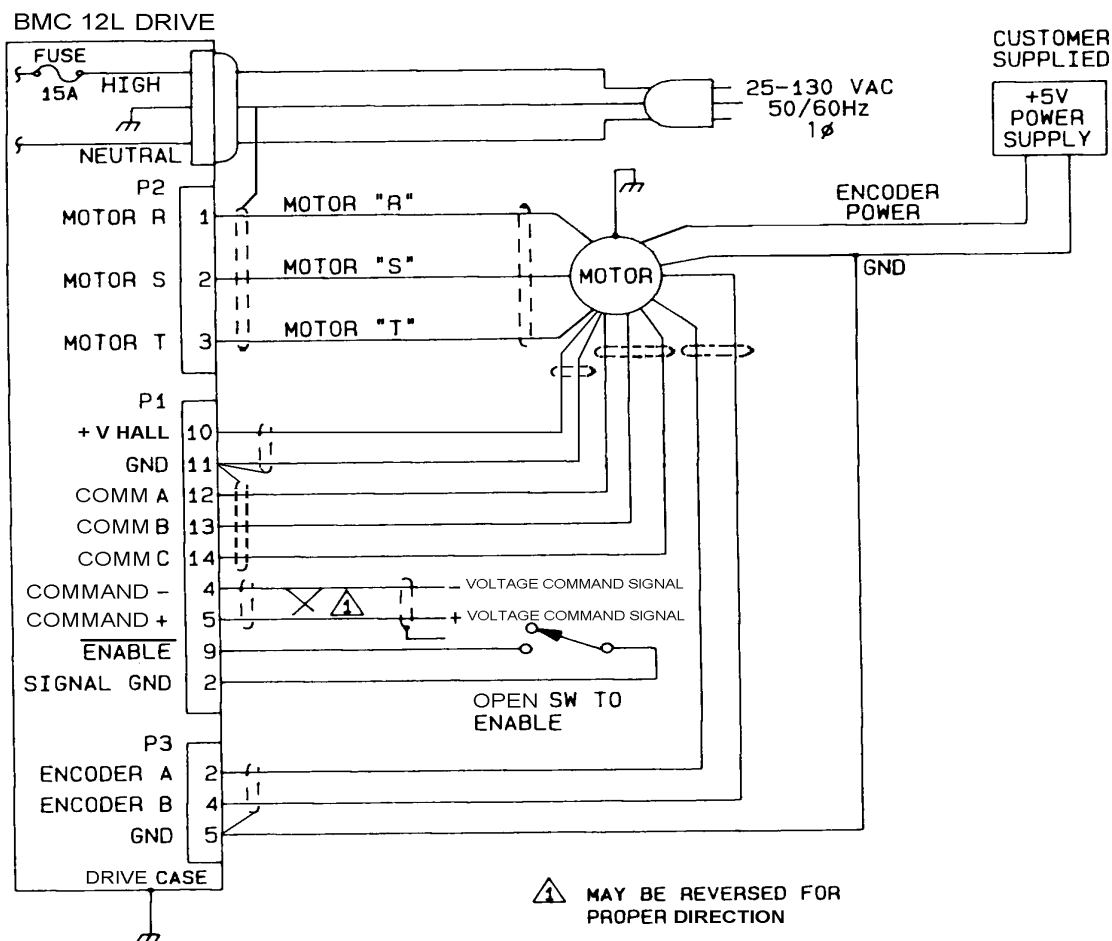 BMC 12L DRIVE
FUSE
15A
HIGH
NEUTRAL
25-130 VAC
50/60Hz
1ø
CUSTOMER
SUPPLIED
+5V
POWER
SUPPLY
P2
MOTOR R 1 MOTOR "R"
MOTOR S 2 MOTOR "S"
MOTOR T 3 MOTOR "T"
MOTOR
ENCODER
POWER
GND
P1
+ V HALL 10
GND 11
COMM A 12
COMM B 13
COMM C 14
COMMAND - 4 - VOLTAGE COMMAND SIGNAL
1
COMMAND + 5 + VOLTAGE COMMAND SIGNAL
ENABLE 9
SIGNAL GND 2
OPEN SW TO
ENABLE
P3
ENCODER A 2
ENCODER B 4
GND 5
DRIVE CASE
1 MAY BE REVERSED FOR
PROPER DIRECTION